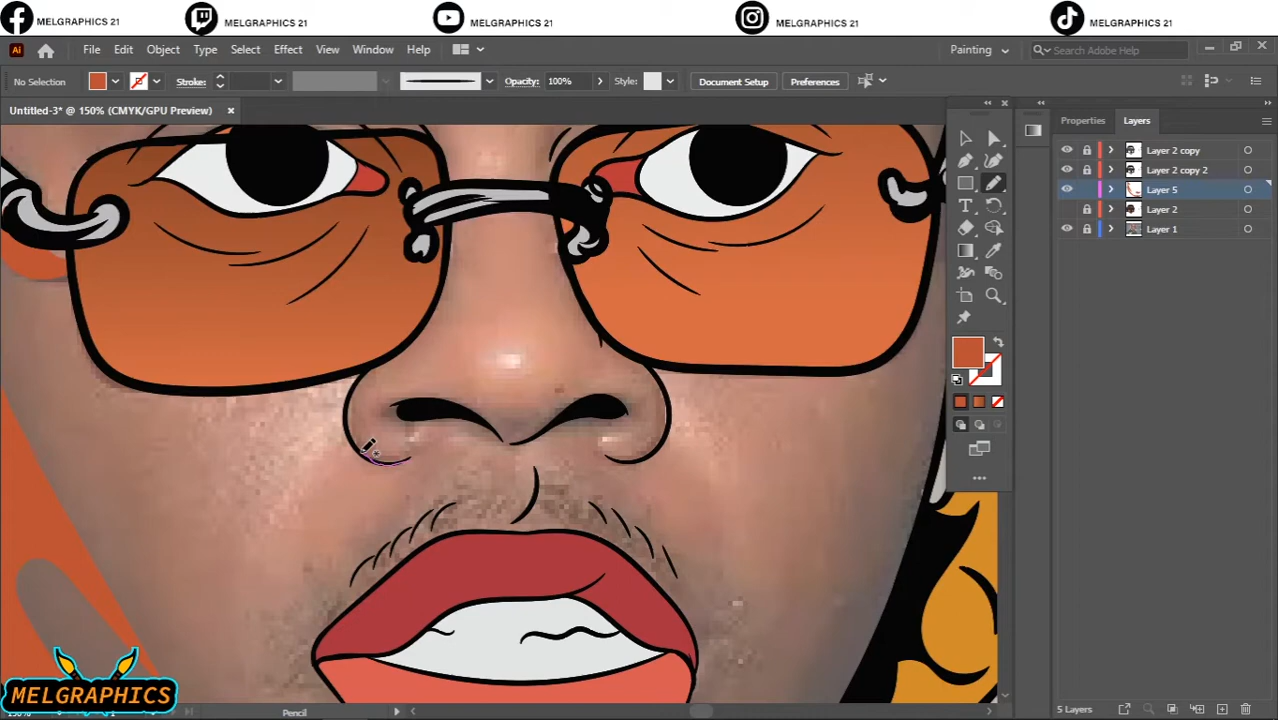 MELGRAPHICS 21 MELGRAPHICS 21 MELGRAPHICS 21 MELGRAPHICS 21 MELGRAPHICS 21
Ai File Edit Object Type Select Effect View Window Help Painting Search Adobe Help
No Selection Stroke: Opacity: 100% Style: Document Setup Preferences
Untitled-3* @ 150% (CMYK/GPU Preview)
Properties Layers
Layer 2 copy
Layer 2 copy 2
Layer 5
Layer 2
Layer 1
MELGRAPHICS
Pencil
5 Layers